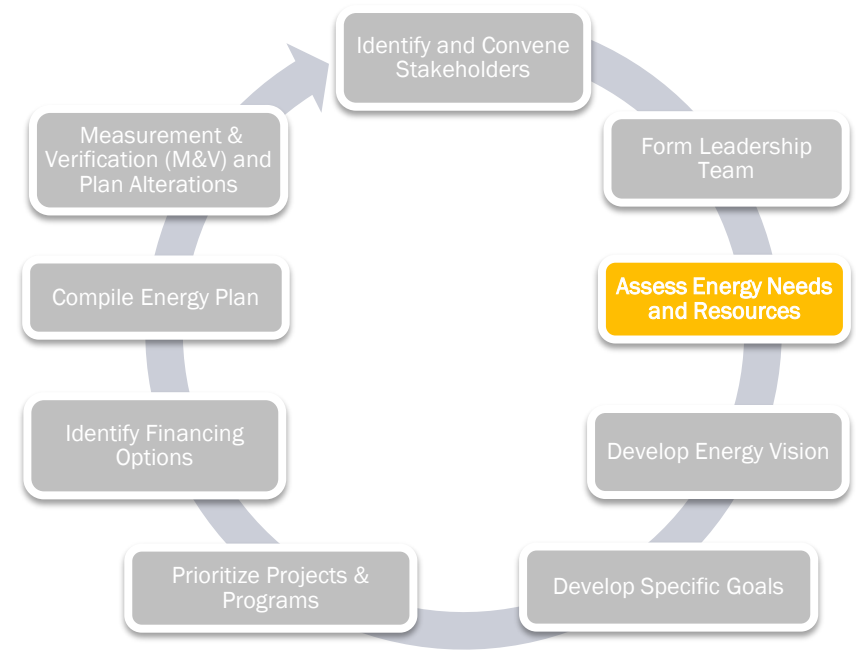 Identify and Convene
Stakeholders
Form Leadership
Team
Assess Energy Needs
and Resources
Develop Energy Vision
Develop Specific Goals
Prioritize Projects &
Programs
Identify Financing
Options
Compile Energy Plan
Measurement &
Verification (M&V) and
Plan Alterations